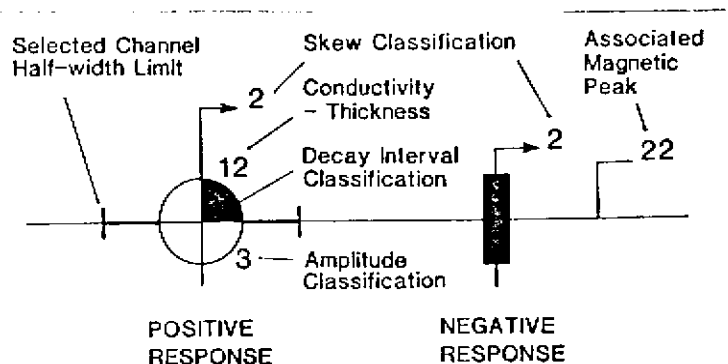 Selected Channel
Half-width Limit
Skew Classification
Associated
Magnetic
Peak
2
Conductivity
- Thickness
2
22
12
Decay Interval
Classification
3
Amplitude
Classification
POSITIVE
RESPONSE
NEGATIVE
RESPONSE